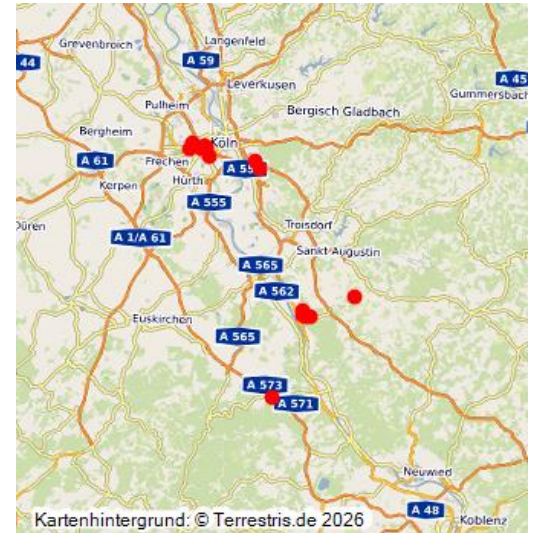 Grevenbroich
Langenfeld
44
A 59
A 45
Leverkusen
Gummersbach
Pulheim
Bergisch Gladbach
Bergheim
Köln
A 61
Frechen
A 55
Kerpen
Hürth
A 555
Düren
Troisdorf
A 1/A 61
Sankt Augustin
A 565
A 562
Euskirchen
A 565
A 573
A 571
Neuwied
A 48
Koblenz
Kartenhintergrund: © Terrestris.de 2026